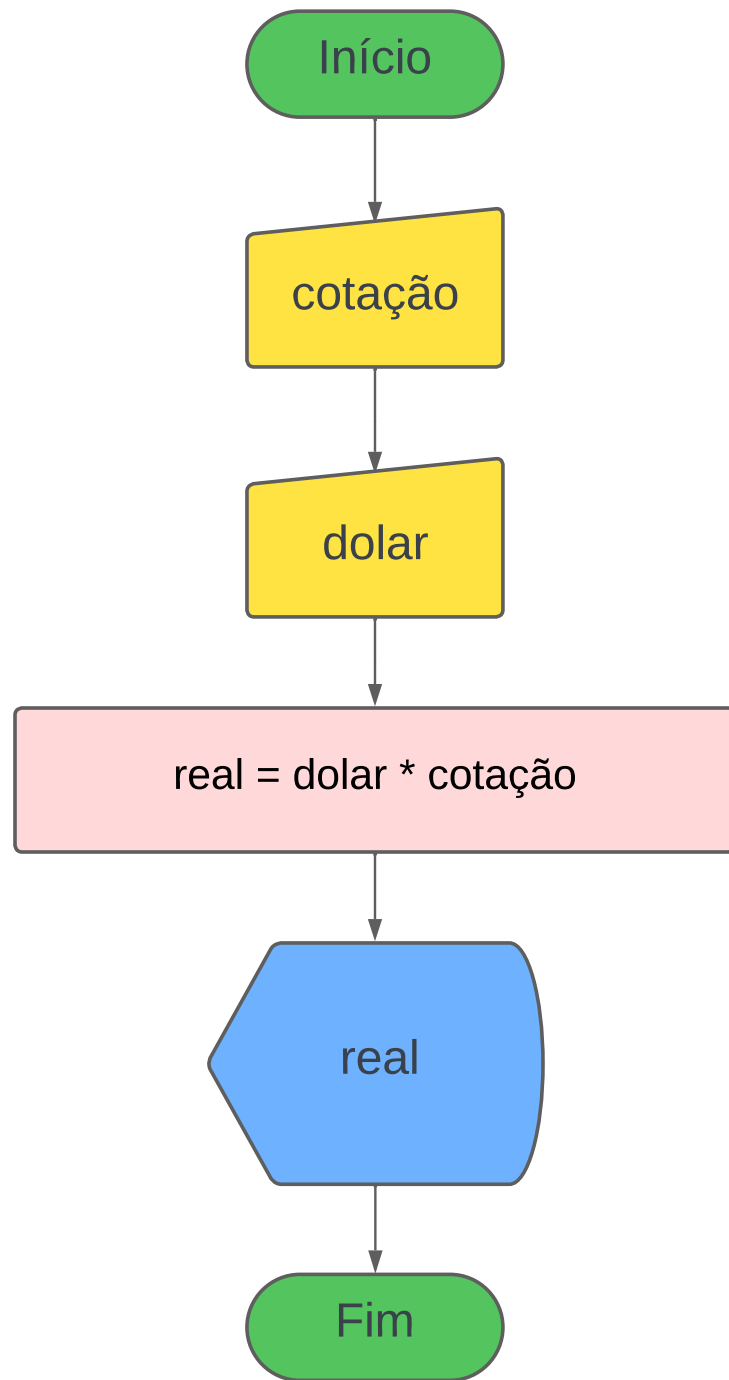 Início
cotação
dolar
real = dolar * cotação
real
Fim